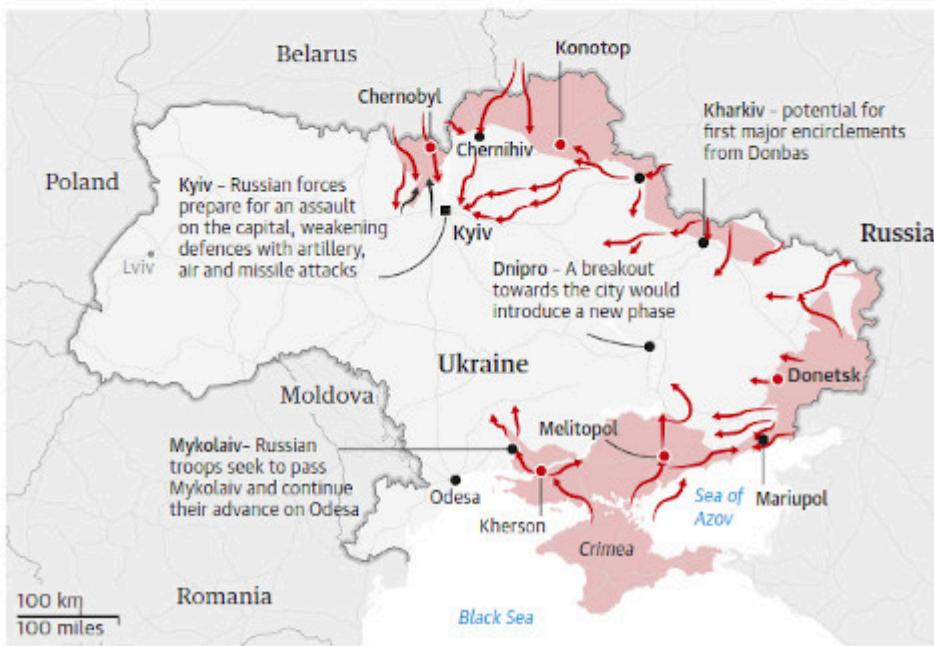 Belarus
Konotop
Chernobyl
Kharkiv – potential for
first major encirclements
from Donbas
Chernihiv
Poland
Kyiv – Russian forces
prepare for an assault
on the capital, weakening
defences with artillery,
air and missile attacks
Kyiv
Russia
Lviv
Dnipro – A breakout
towards the city would
introduce a new phase
Ukraine
Donetsk
Moldova
Mykolaiv– Russian
troops seek to pass
Mykolaiv and continue
their advance on Odesa
Melitopol
Odesa
Kherson
Sea of
Azov
Mariupol
Crimea
Romania
100 km
100 miles
Black Sea